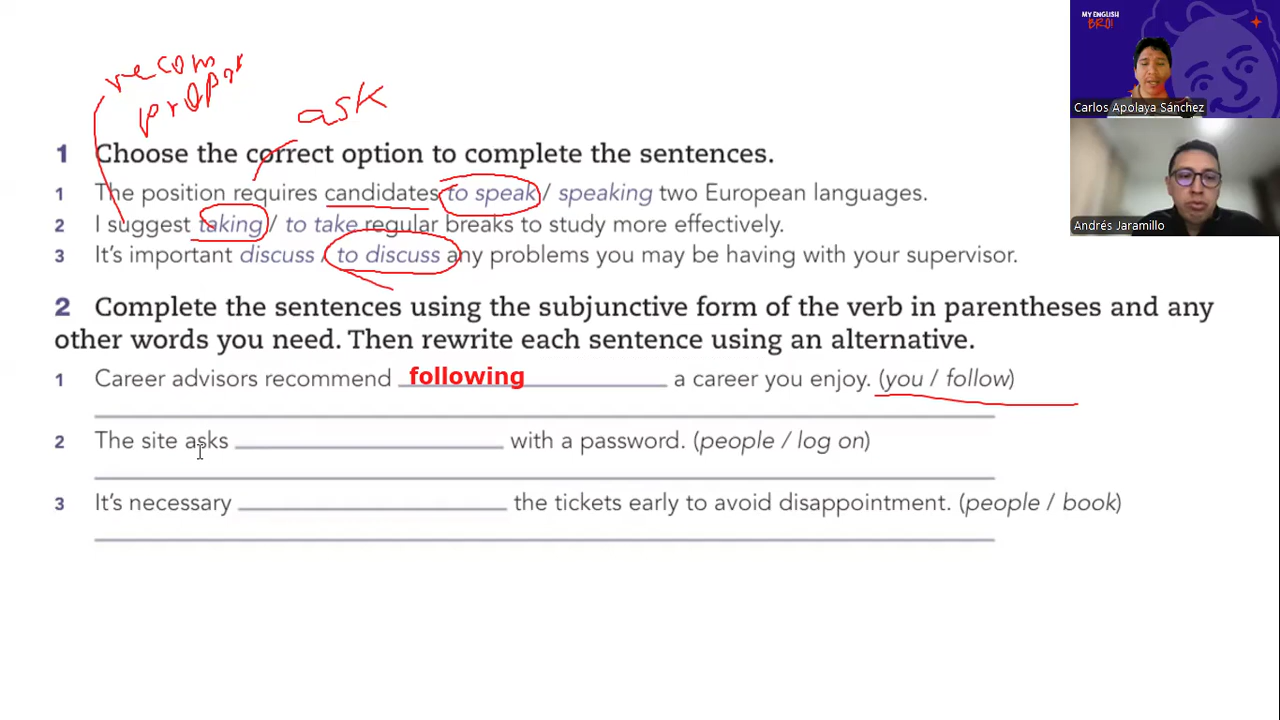 MY ENGLISH
BRO!
Carlos Apolaya Sánchez
Andrés Jaramillo
recom
ask
1 Choose the correct option to complete the sentences.
1 The position requires candidates to speak / speaking two European languages.
2 I suggest taking / to take regular breaks to study more effectively.
3 It's important discuss / to discuss any problems you may be having with your supervisor.
2 Complete the sentences using the subjunctive form of the verb in parentheses and any
other words you need. Then rewrite each sentence using an alternative.
1 Career advisors recommend following a career you enjoy. (you / follow)
2 The site asks with a password. (people / log on)
3 It's necessary the tickets early to avoid disappointment. (people / book)